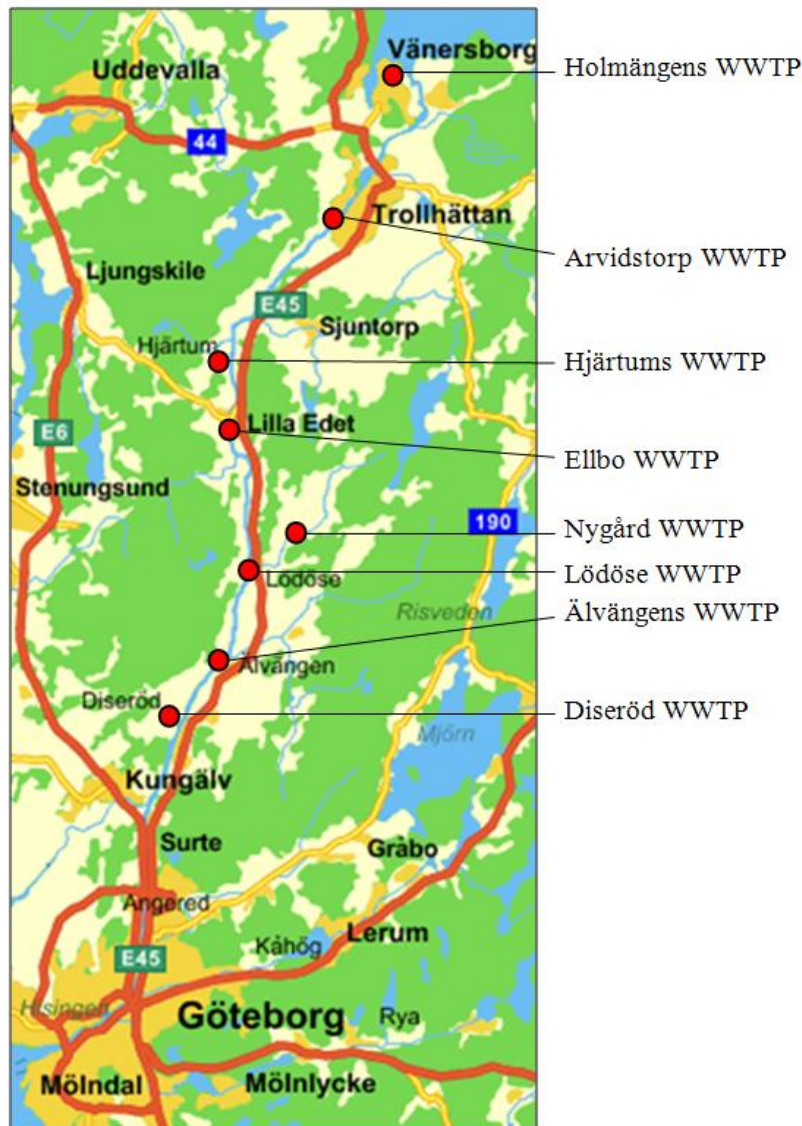 Vänersborg
Holmängens WWTP
Uddevalla
44
Trollhättan
Arvidstorp WWTP
Ljungskile
E45
Sjuntorp
Hjärtum
Hjärtums WWTP
Lilla Edet
E6
Ellbo WWTP
Stenungsund
190
Nygård WWTP
Lödöse
Lödöse WWTP
Risveden
Älvängens WWTP
Älvängen
Diseröd
Diseröd WWTP
Mjörn
Kungälv
Surte
Gråbo
Angered
Lerum
Kåhög
E45
Hisingen
Göteborg
Rya
Mölndal
Mölnlycke